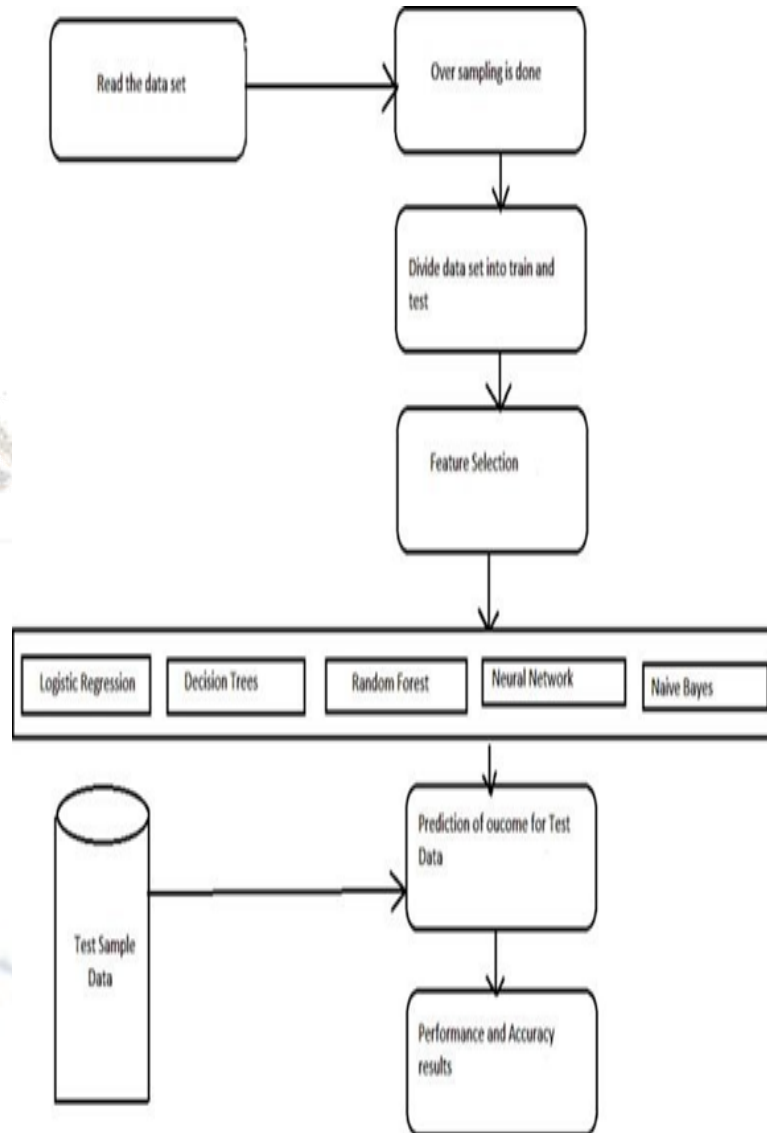 Read the data set
Over sampling is done
Divide data set into train and
test
Feature Selection
Logistic Regression
Decision Trees
Random Forest
Neural Network
Naive Bayes
Prediction of oucome for Test
Data
Test Sample
Data
Performance and Accuracy
results